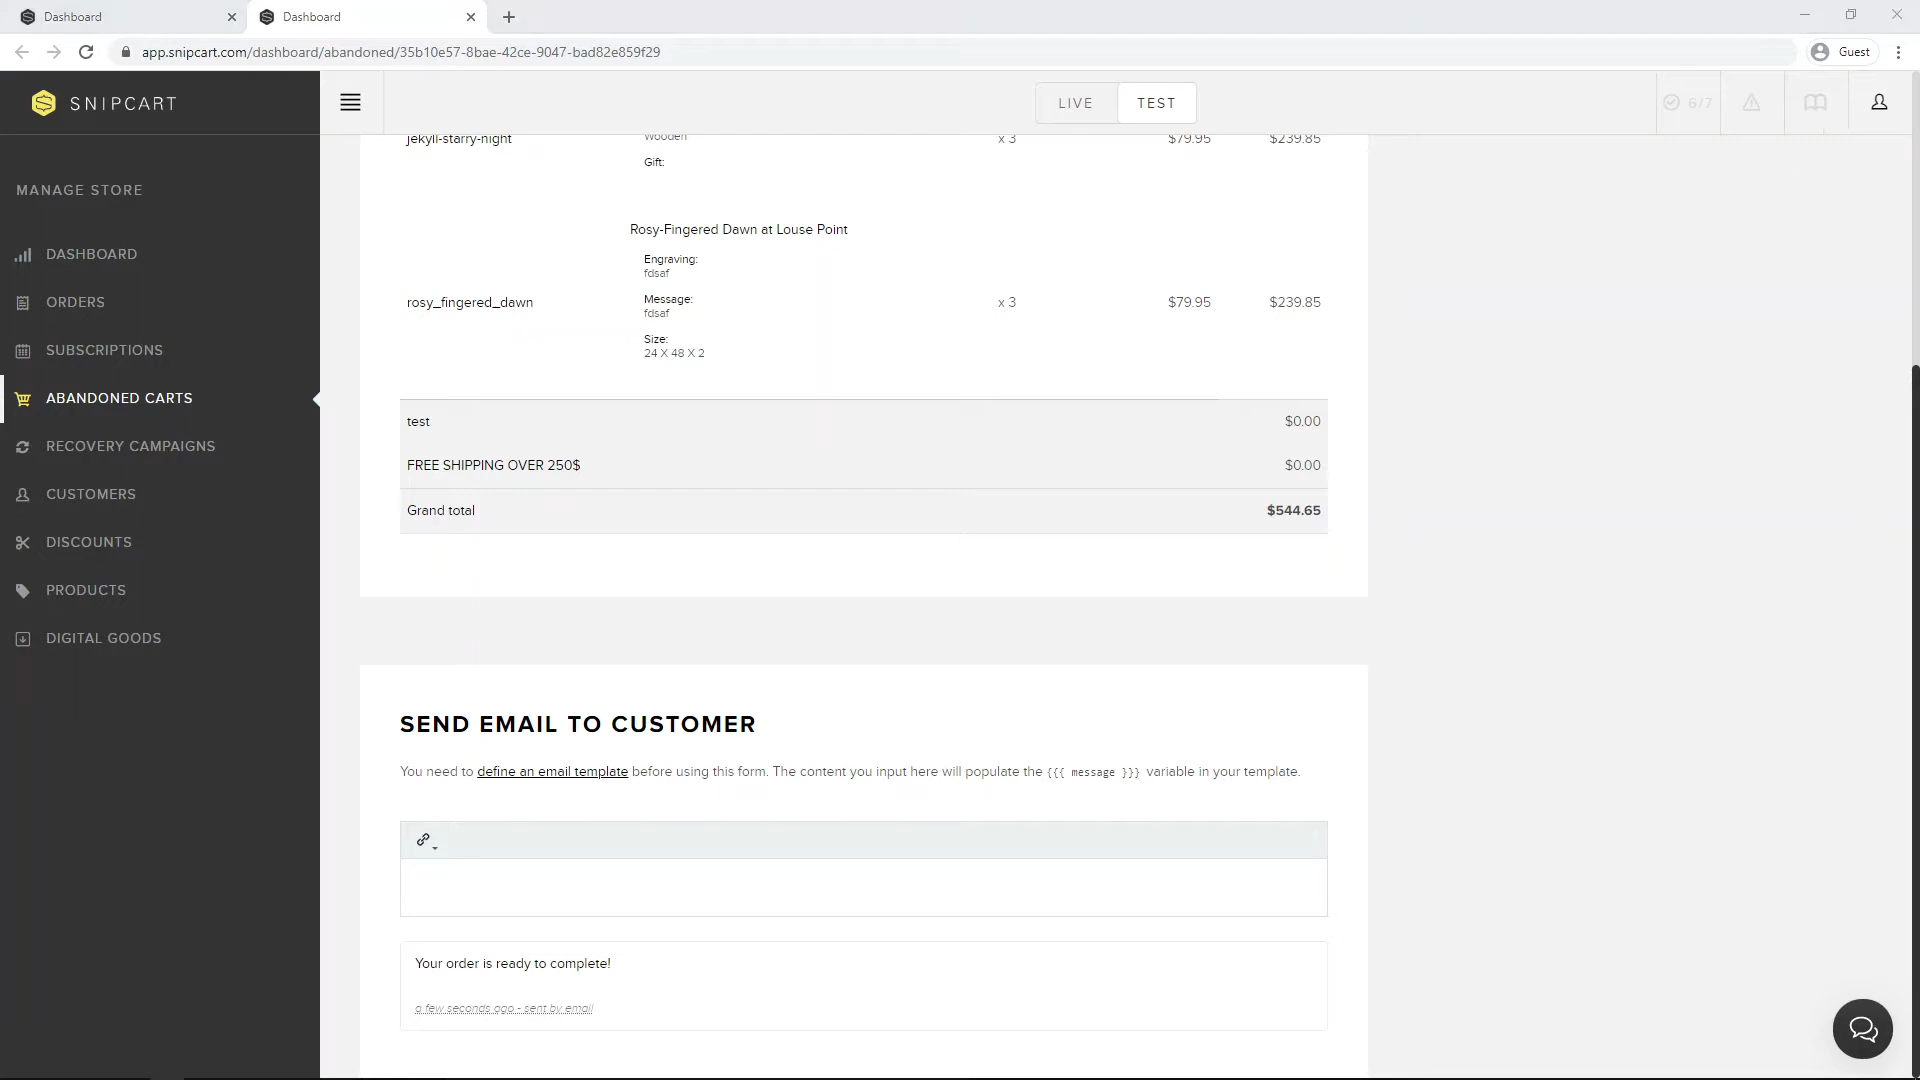 Dashboard
Dashboard
app.snipcart.com/dashboard/abandoned/35b10e57-8bae-42ce-9047-bad82e859f29
Guest
SNIPCART
LIVE
TEST
6/7
MANAGE STORE
DASHBOARD
ORDERS
SUBSCRIPTIONS
ABANDONED CARTS
RECOVERY CAMPAIGNS
CUSTOMERS
DISCOUNTS
PRODUCTS
DIGITAL GOODS
jekyll-starry-night Wooden x 3 $79.95 $239.85
Gift:
Rosy-Fingered Dawn at Louse Point
Engraving:
fdsaf
rosy_fingered_dawn Message: x 3 $79.95 $239.85
fdsaf
Size:
24 X 48 X 2
test $0.00
FREE SHIPPING OVER 250$ $0.00
Grand total $544.65
SEND EMAIL TO CUSTOMER
You need to define an email template before using this form. The content you input here will populate the {{{ message }}} variable in your template.
Your order is ready to complete!
a few seconds ago - sent by email